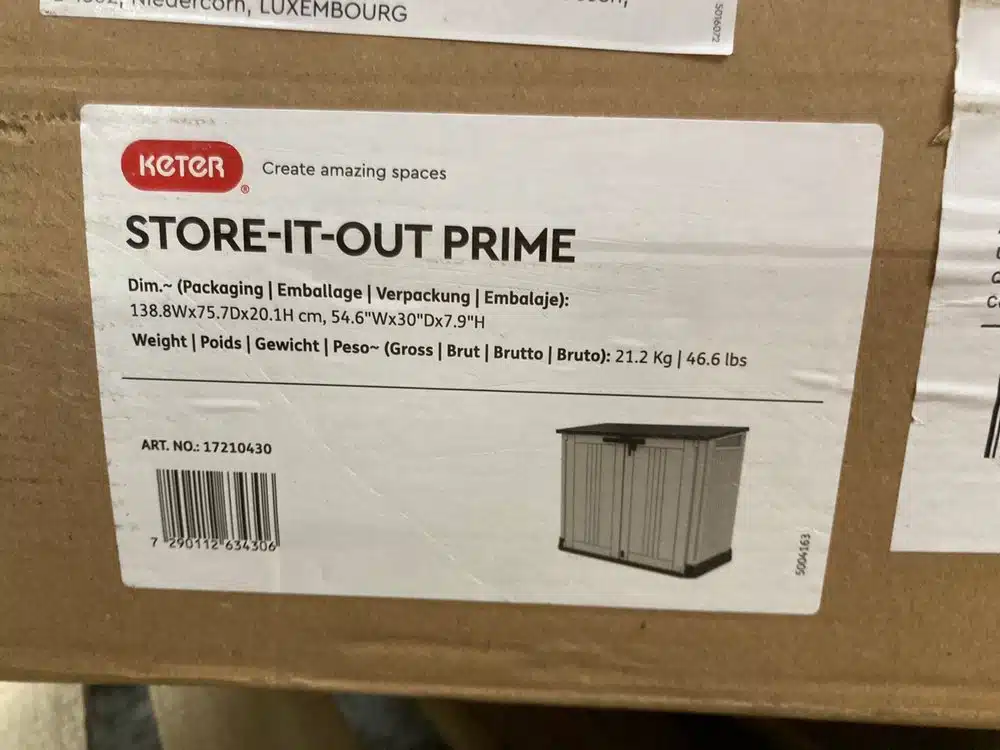 Niedercorn, LUXEMBOURG
5016072
KETER
®
Create amazing spaces
STORE-IT-OUT PRIME
Dim.~ (Packaging | Emballage | Verpackung | Embalaje):
138.8Wx75.7Dx20.1H cm, 54.6"Wx30"Dx7.9"H
Weight | Poids | Gewicht | Peso~ (Gross | Brut | Brutto | Bruto): 21.2 Kg | 46.6 lbs
ART. NO.: 17210430
7 290112 634306
5004163